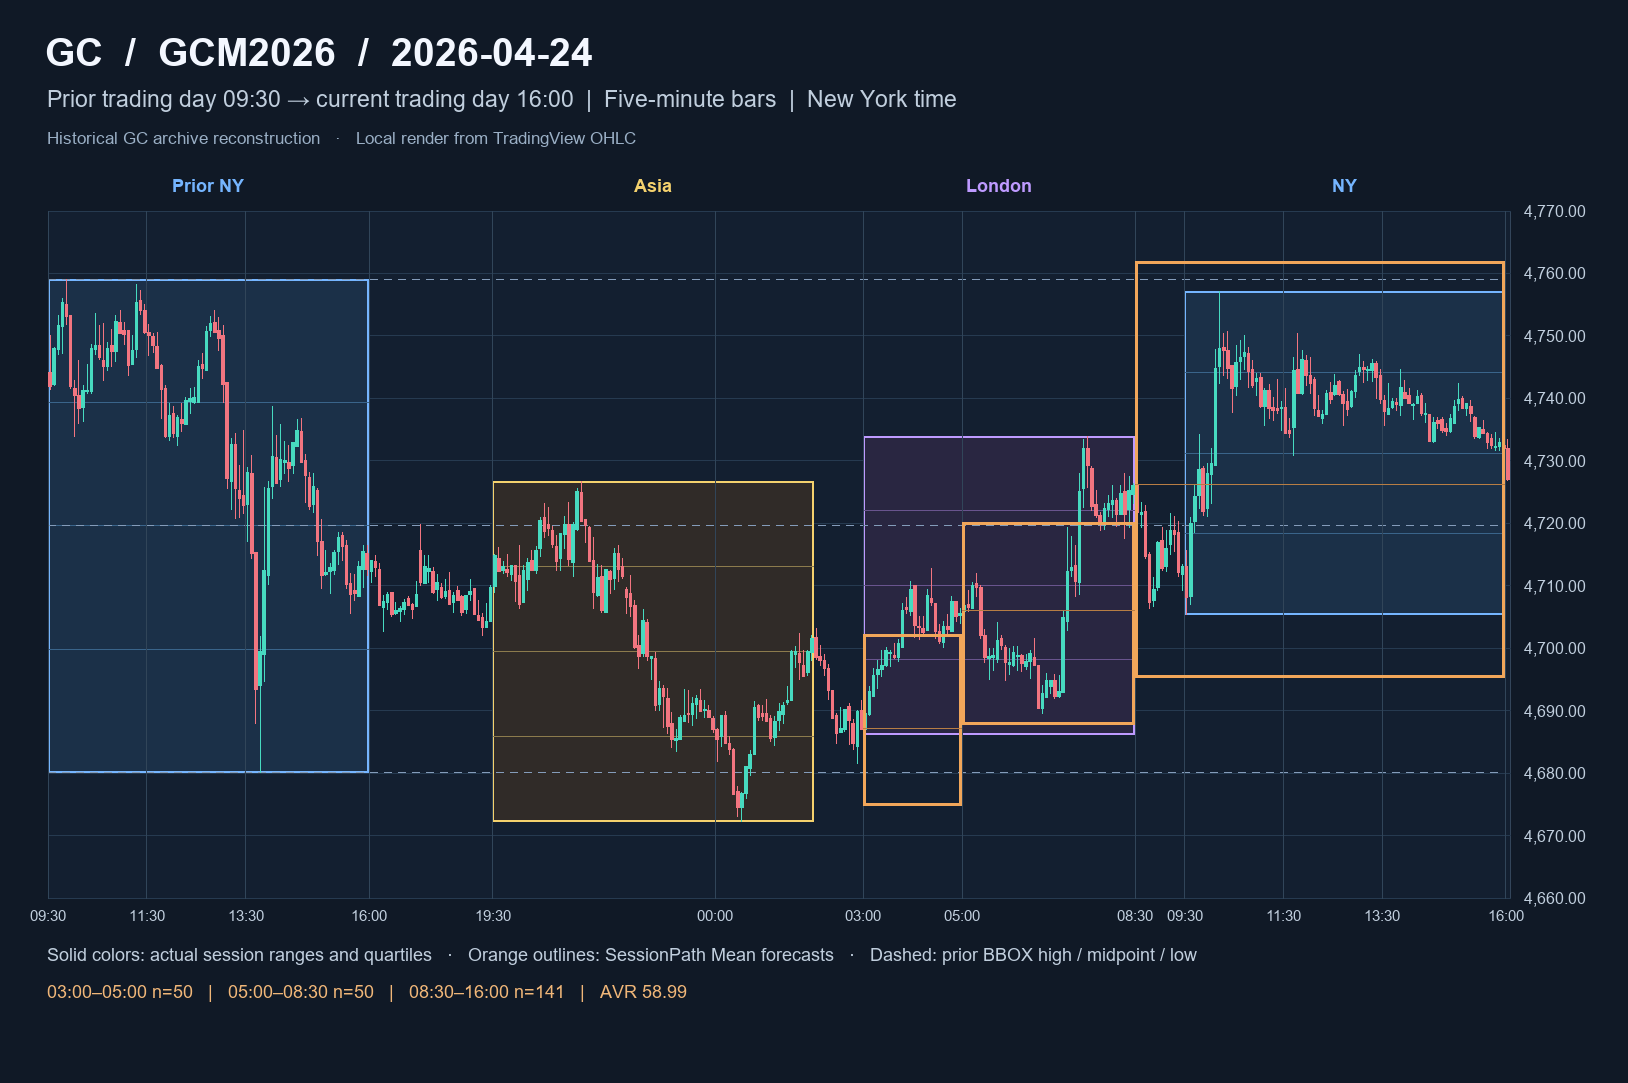 GC / GCM2026 / 2026-04-24
Prior trading day 09:30 → current trading day 16:00 | Five-minute bars | New York time
Historical GC archive reconstruction · Local render from TradingView OHLC
Prior NY Asia London NY
4,770.00
4,760.00
4,750.00
4,740.00
4,730.00
4,720.00
4,710.00
4,700.00
4,690.00
4,680.00
4,670.00
4,660.00
09:30 11:30 13:30 16:00 19:30 00:00 03:00 05:00 08:30 09:30 11:30 13:30 16:00
Solid colors: actual session ranges and quartiles · Orange outlines: SessionPath Mean forecasts · Dashed: prior BBOX high / midpoint / low
03:00–05:00 n=50 | 05:00–08:30 n=50 | 08:30–16:00 n=141 | AVR 58.99